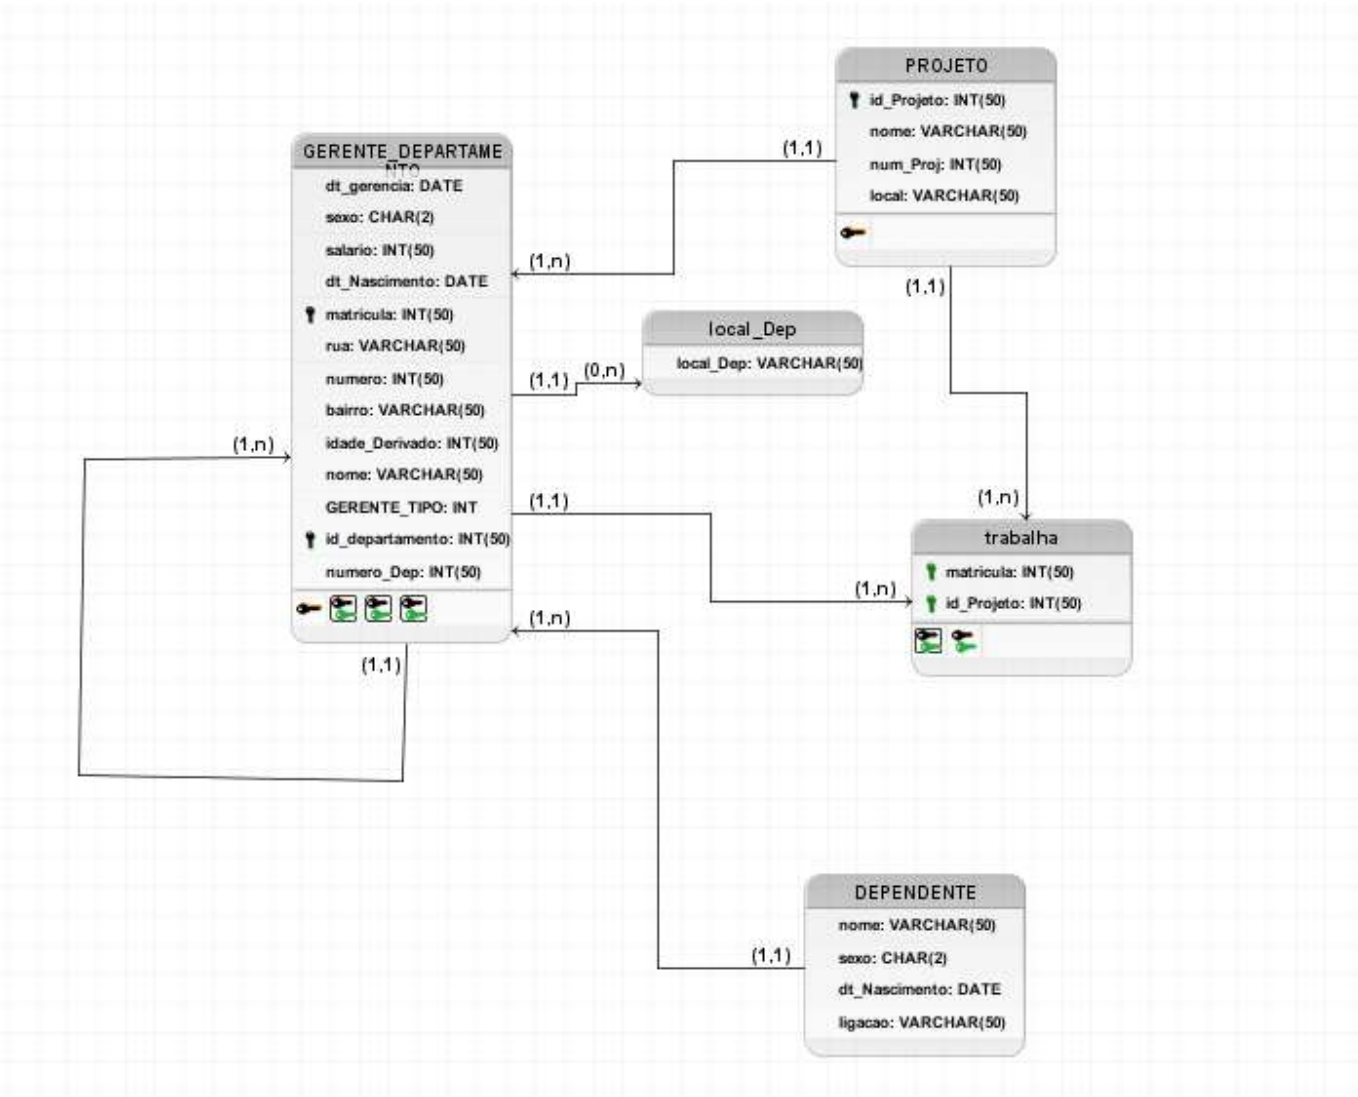 PROJETO
id_Projeto: INT(50)
nome: VARCHAR(50)
num_Proj: INT(50)
local: VARCHAR(50)
(1,1)
(1,1)
GERENTE_DEPARTAME
NTO
dt_gerencia: DATE
sexo: CHAR(2)
salario: INT(50)
dt_Nascimento: DATE
matricula: INT(50)
rua: VARCHAR(50)
numero: INT(50)
bairro: VARCHAR(50)
idade_Derivado: INT(50)
nome: VARCHAR(50)
GERENTE_TIPO: INT
id_departamento: INT(50)
numero_Dep: INT(50)
(1,n)
(1,1)
(0,n)
local_Dep
local_Dep: VARCHAR(50)
(1,n)
(1,1)
(1,n)
(1,n)
trabalha
matricula: INT(50)
id_Projeto: INT(50)
(1,n)
(1,1)
(1,1)
DEPENDENTE
nome: VARCHAR(50)
sexo: CHAR(2)
dt_Nascimento: DATE
ligacao: VARCHAR(50)